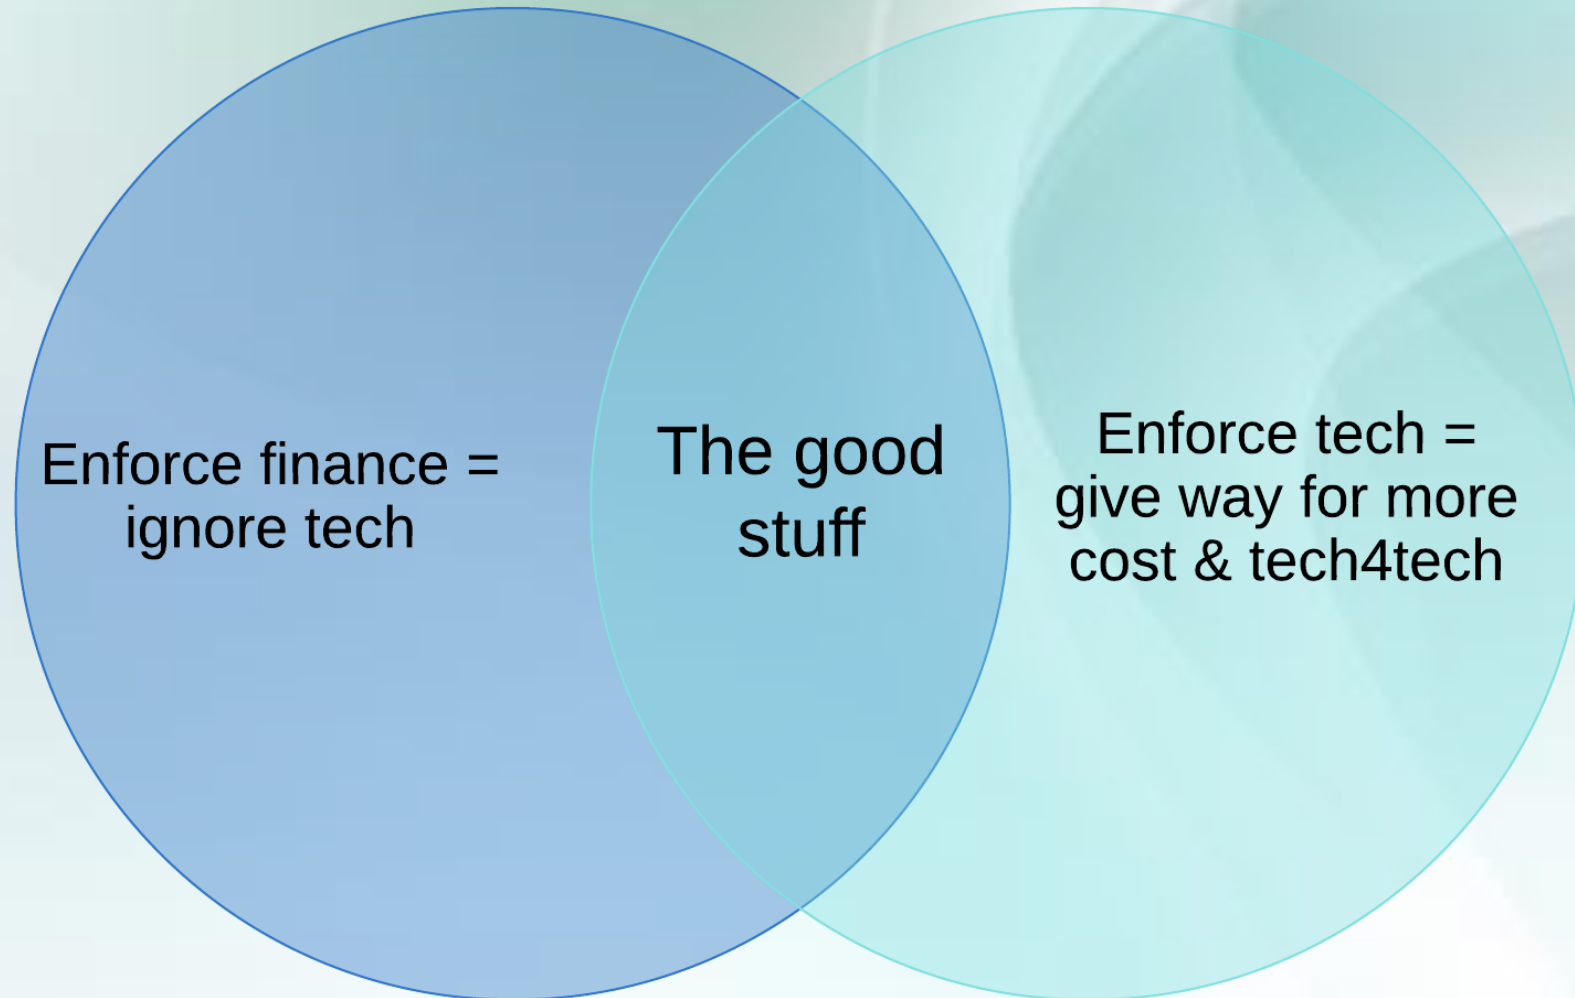 Enforce finance =
ignore tech
The good
stuff
Enforce tech =
give way for more
cost & tech4tech